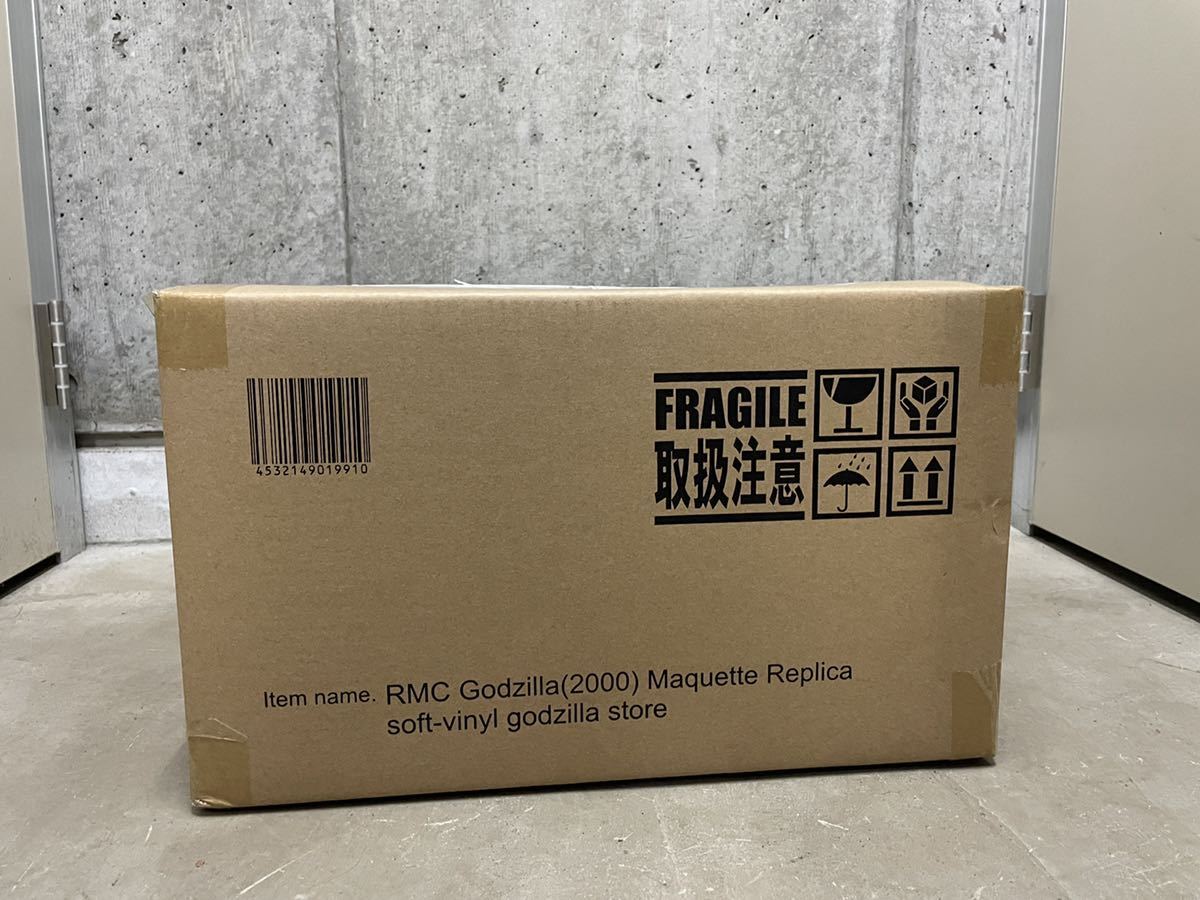 4532149019910
FRAGILE
取扱注意
Item name. RMC Godzilla(2000) Maquette Replica
soft-vinyl godzilla store